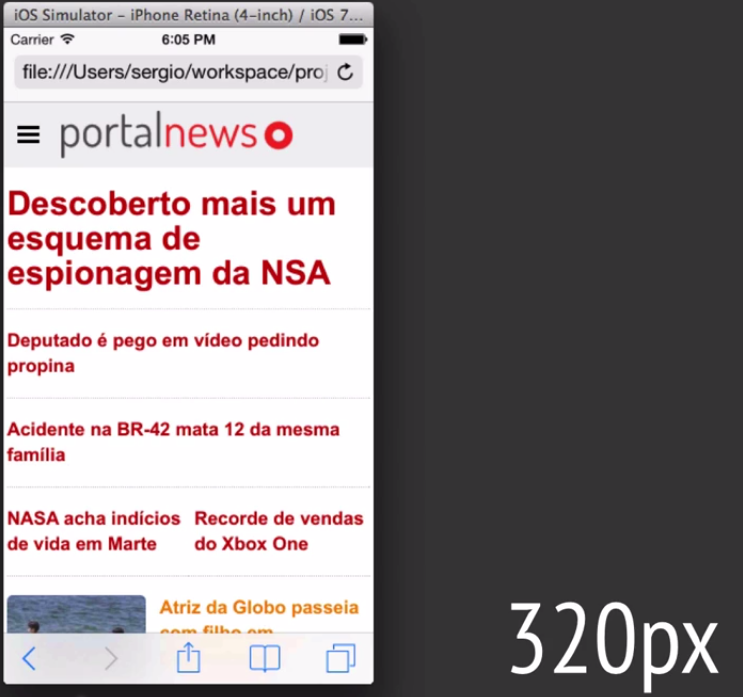 iOS Simulator – iPhone Retina (4-inch) / iOS 7...
Carrier 6:05 PM
file:///Users/sergio/workspace/proj
portalnews
Descoberto mais um
esquema de
espionagem da NSA
Deputado é pego em vídeo pedindo
propina
Acidente na BR-42 mata 12 da mesma
família
NASA acha indícios
de vida em Marte
Recorde de vendas
do Xbox One
Atriz da Globo passeia
com filho em
320px